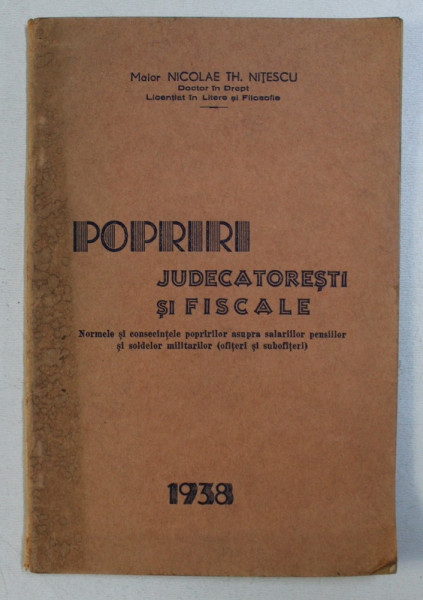 Maior NICOLAE TH. NIȚESCU
Doctor în Drept
Licențiat în Litere și Filosofie
POPRIRI
JUDECATOREȘTI
ȘI FISCALE
Normele și consecințele popririlor asupra salariilor pensiilor
și soldelor militarilor (ofițeri și subofițeri)
1938